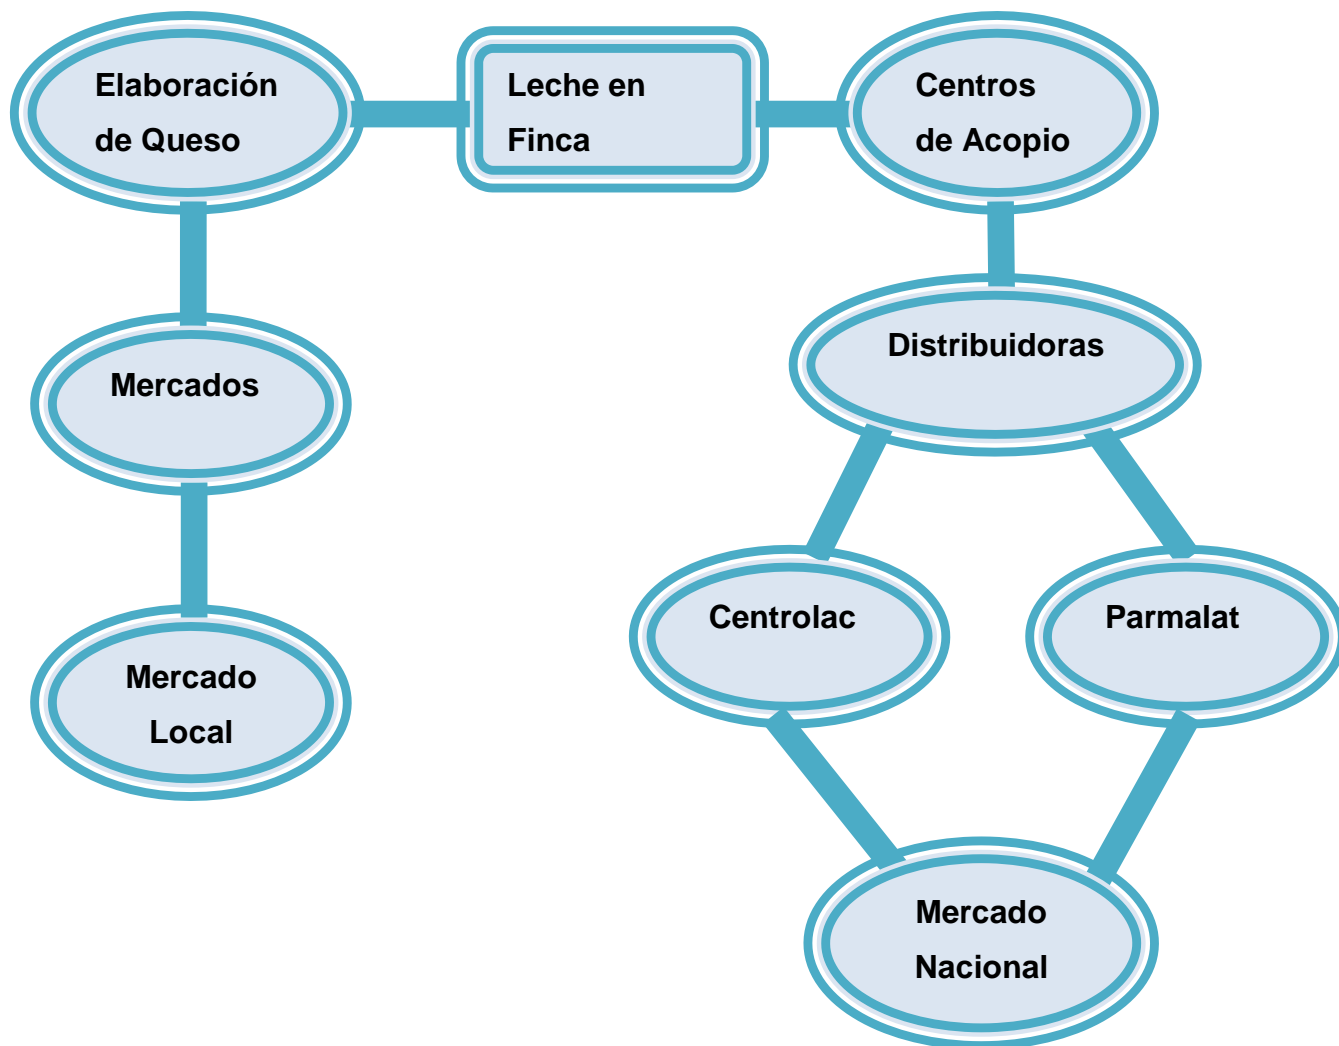 Elaboración
de Queso
Leche en
Finca
Centros
de Acopio
Distribuidoras
Mercados
Centrolac
Parmalat
Mercado
Local
Mercado
Nacional